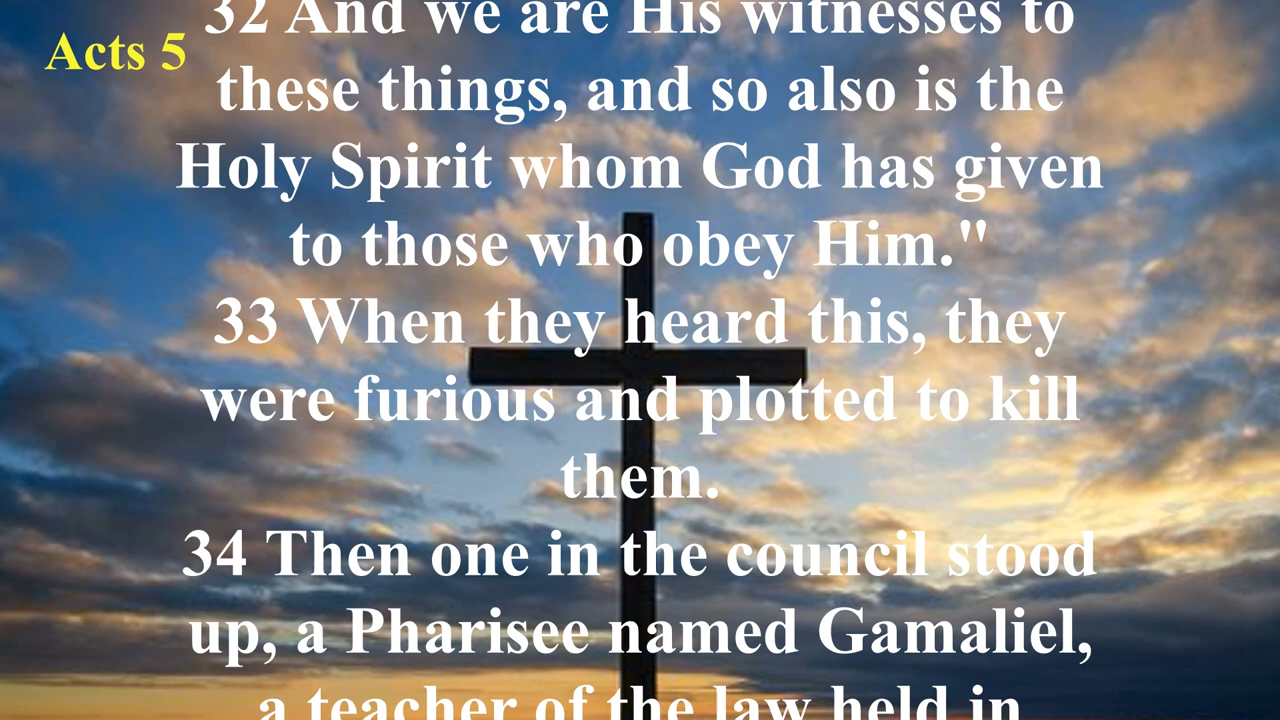 Acts 5
32 And we are His witnesses to
these things, and so also is the
Holy Spirit whom God has given
to those who obey Him."
33 When they heard this, they
were furious and plotted to kill
them.
34 Then one in the council stood
up, a Pharisee named Gamaliel,
a teacher of the law held in